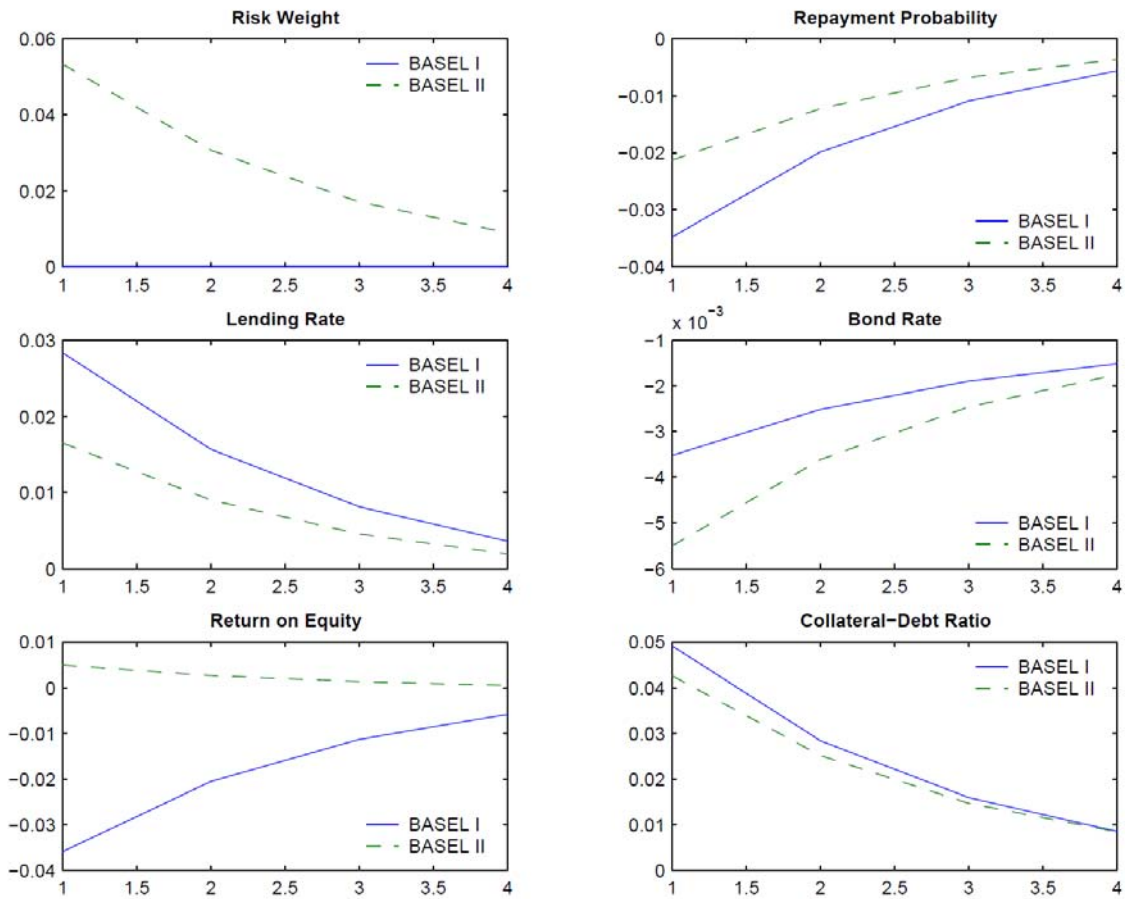 Risk Weight
0.06
0.04
0.02
0
BASEL I
BASEL II
1 1.5 2 2.5 3 3.5 4
Repayment Probability
0
−0.01
−0.02
−0.03
−0.04
BASEL I
BASEL II
1 1.5 2 2.5 3 3.5 4
Lending Rate
0.03
0.02
0.01
0
BASEL I
BASEL II
1 1.5 2 2.5 3 3.5 4
x 10⁻³
Bond Rate
−1
−2
−3
−4
−5
−6
BASEL I
BASEL II
1 1.5 2 2.5 3 3.5 4
Return on Equity
0.01
0
−0.01
−0.02
−0.03
−0.04
BASEL I
BASEL II
1 1.5 2 2.5 3 3.5 4
Collateral−Debt Ratio
0.05
0.04
0.03
0.02
0.01
0
BASEL I
BASEL II
1 1.5 2 2.5 3 3.5 4